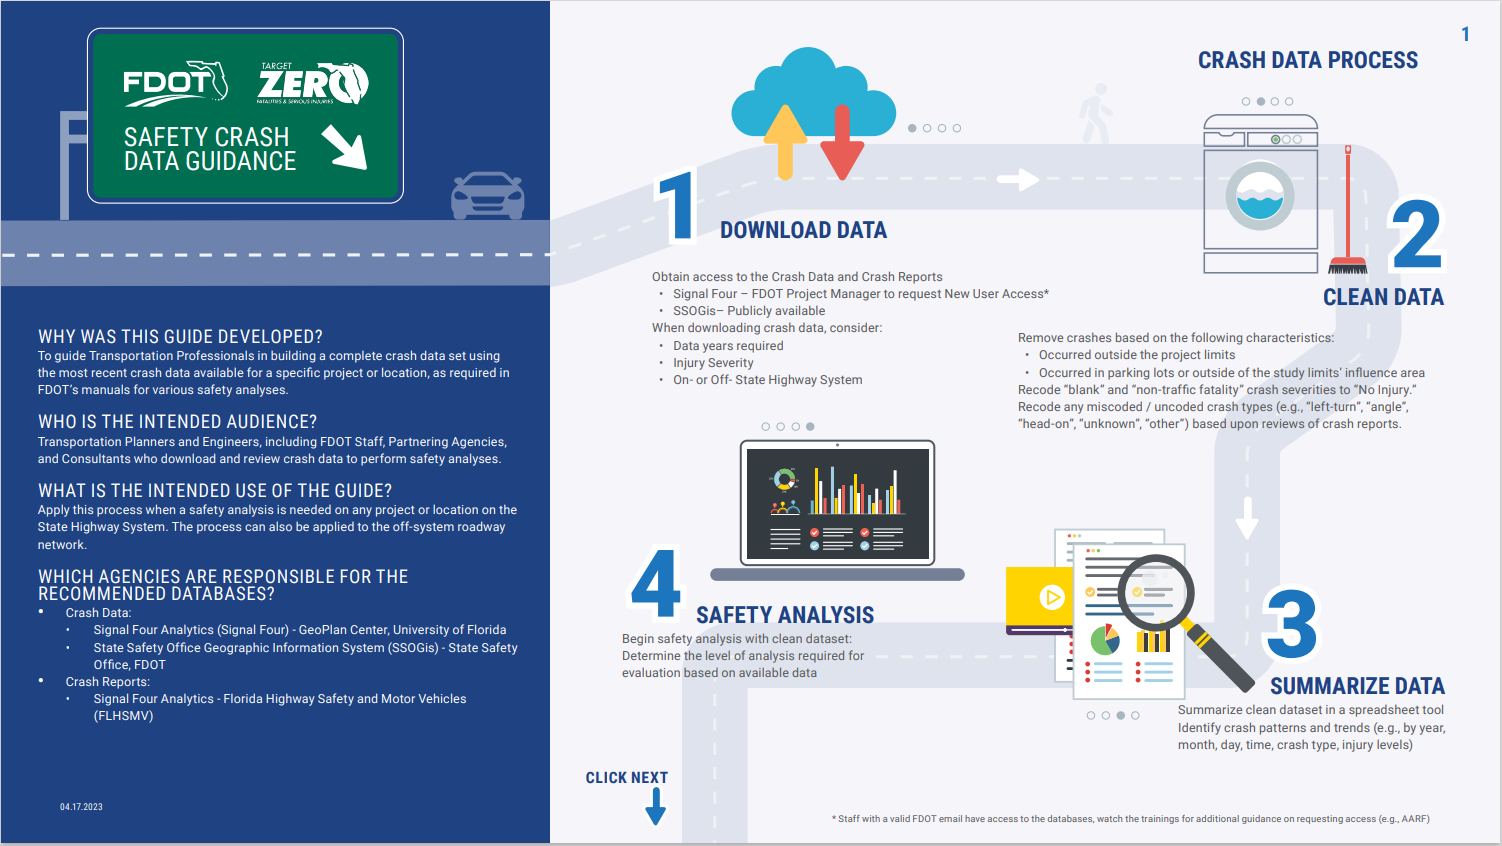 FDOT
TARGET
ZERO
FATALITIES & SERIOUS INJURIES
SAFETY CRASH
DATA GUIDANCE
WHY WAS THIS GUIDE DEVELOPED?
To guide Transportation Professionals in building a complete crash data set using
the most recent crash data available for a specific project or location, as required in
FDOT's manuals for various safety analyses.
WHO IS THE INTENDED AUDIENCE?
Transportation Planners and Engineers, including FDOT Staff, Partnering Agencies,
and Consultants who download and review crash data to perform safety analyses.
WHAT IS THE INTENDED USE OF THE GUIDE?
Apply this process when a safety analysis is needed on any project or location on the
State Highway System. The process can also be applied to the off-system roadway
network.
WHICH AGENCIES ARE RESPONSIBLE FOR THE
RECOMMENDED DATABASES?
• Crash Data:
• Signal Four Analytics (Signal Four) - GeoPlan Center, University of Florida
• State Safety Office Geographic Information System (SSOGis) - State Safety
Office, FDOT
• Crash Reports:
• Signal Four Analytics - Florida Highway Safety and Motor Vehicles
(FLHSMV)
04.17.2023
1
CRASH DATA PROCESS
1
DOWNLOAD DATA
Obtain access to the Crash Data and Crash Reports
• Signal Four – FDOT Project Manager to request New User Access*
• SSOGis– Publicly available
When downloading crash data, consider:
• Data years required
• Injury Severity
• On- or Off- State Highway System
2
CLEAN DATA
Remove crashes based on the following characteristics:
• Occurred outside the project limits
• Occurred in parking lots or outside of the study limits' influence area
Recode “blank” and “non-traffic fatality” crash severities to “No Injury.”
Recode any miscoded / uncoded crash types (e.g., “left-turn”, “angle”,
“head-on”, “unknown”, “other”) based upon reviews of crash reports.
3
SUMMARIZE DATA
Summarize clean dataset in a spreadsheet tool
Identify crash patterns and trends (e.g., by year,
month, day, time, crash type, injury levels)
4
SAFETY ANALYSIS
Begin safety analysis with clean dataset:
Determine the level of analysis required for
evaluation based on available data
CLICK NEXT
* Staff with a valid FDOT email have access to the databases, watch the trainings for additional guidance on requesting access (e.g., AARF)